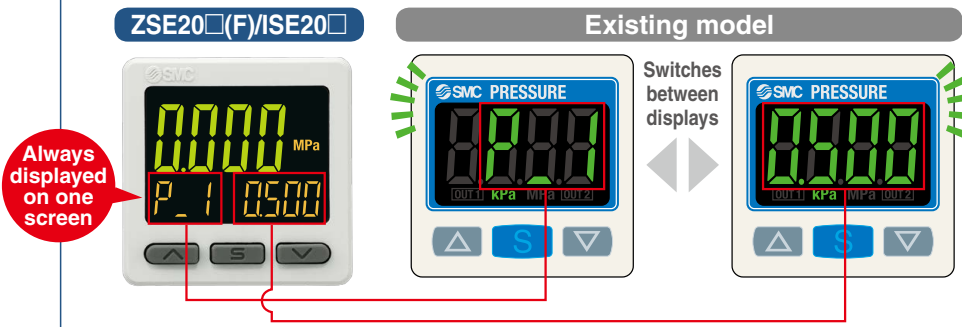 ZSE20□(F)/ISE20□
Existing model
SMC
0.000 MPa
P_1 0.500
Always
displayed
on one
screen
SMC PRESSURE
P_1
OUT1 kPa MPa OUT2
S
Switches
between
displays
SMC PRESSURE
0.500
OUT1 kPa MPa OUT2
S
S